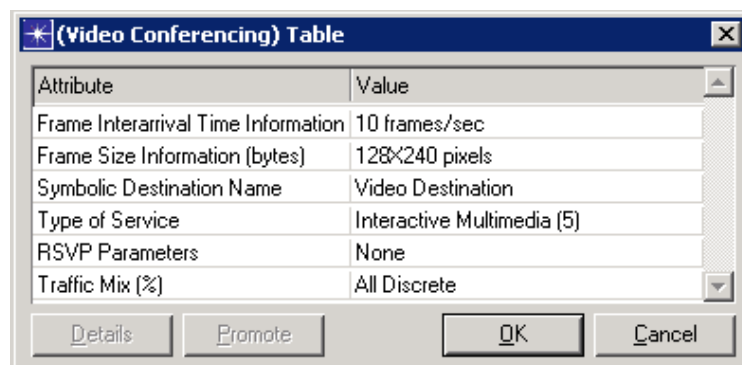 (Video Conferencing) Table
Attribute Value
Frame Interarrival Time Information 10 frames/sec
Frame Size Information (bytes) 128X240 pixels
Symbolic Destination Name Video Destination
Type of Service Interactive Multimedia (5)
RSVP Parameters None
Traffic Mix (%) All Discrete
Details Promote OK Cancel